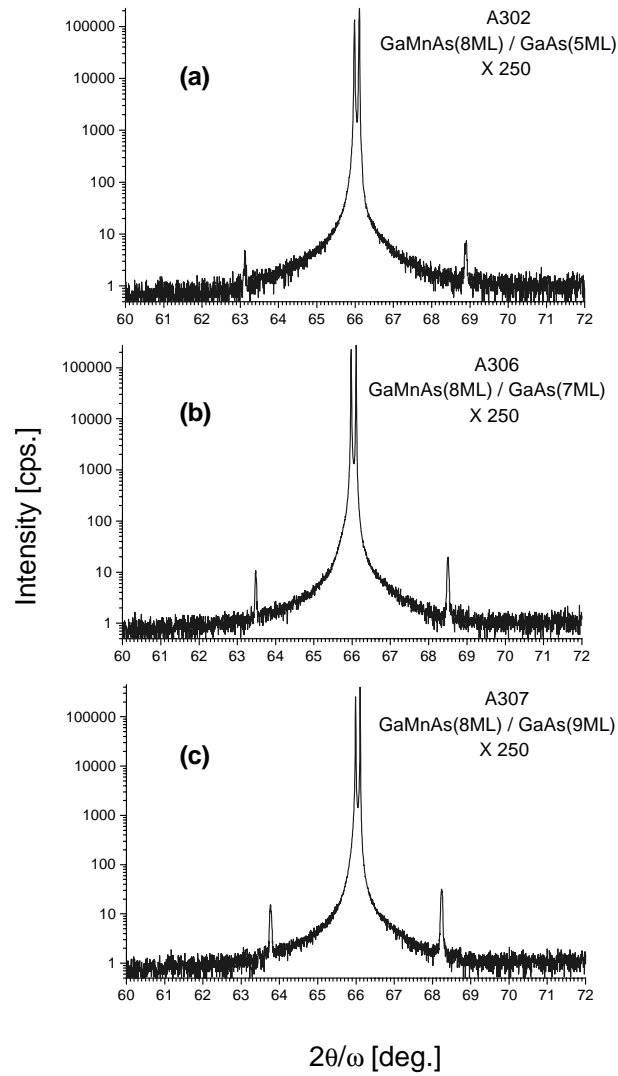 A302
GaMnAs(8ML) / GaAs(5ML)
X 250
(a)
100000
10000
1000
100
10
1
60 61 62 63 64 65 66 67 68 69 70 71 72
A306
GaMnAs(8ML) / GaAs(7ML)
X 250
(b)
100000
10000
1000
100
10
1
60 61 62 63 64 65 66 67 68 69 70 71 72
A307
GaMnAs(8ML) / GaAs(9ML)
X 250
(c)
100000
10000
1000
100
10
1
60 61 62 63 64 65 66 67 68 69 70 71 72
Intensity [cps.]
2θ/ω [deg.]